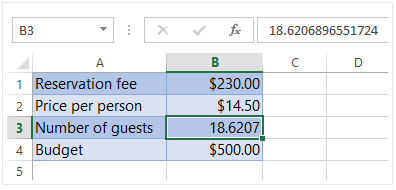 B3 fx 18.6206896551724
A B C D
1 Reservation fee $230.00
2 Price per person $14.50
3 Number of guests 18.6207
4 Budget $500.00
5